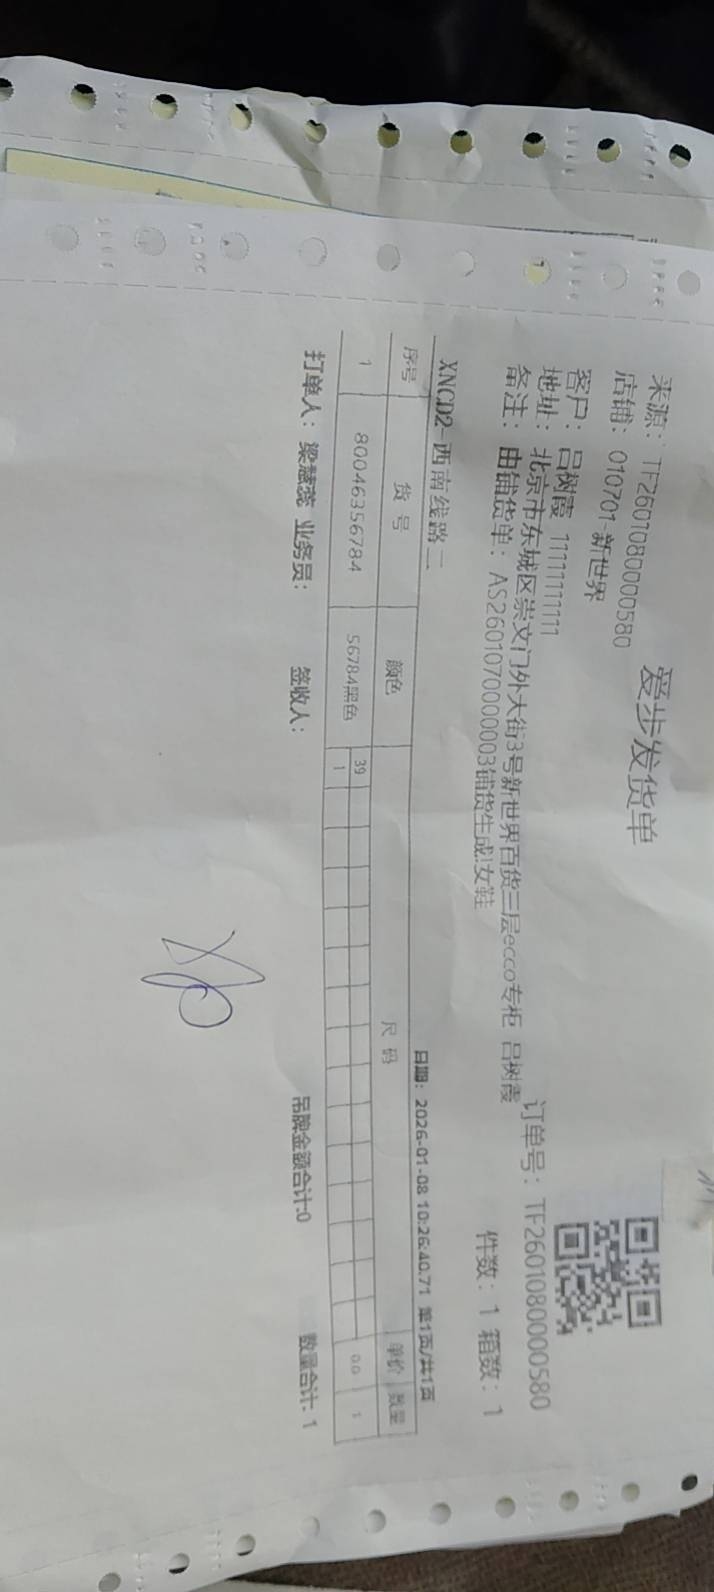 爱步发货单
来源：TF2601080000580
店铺：010701-新世界
客户：吕树霞 11111111111
订单号：TF2601080000580
地址：北京市东城区崇文门外大街3号新世界百货三层ecco专柜 吕树霞
备注：由铺货单：AS2601070000003铺货生成!女鞋
件数：1 箱数：1
XNCD2-西南线路二
日期：2026-01-08 10:26:40.71 第1页/共1页
序号 货号 颜色 尺码 单价 数量
1 80046356784 56784黑色 39 0.0 1
1
打单人：梁慧蕊 业务员： 签收人： 吊牌金额合计:0 数量合计: 1